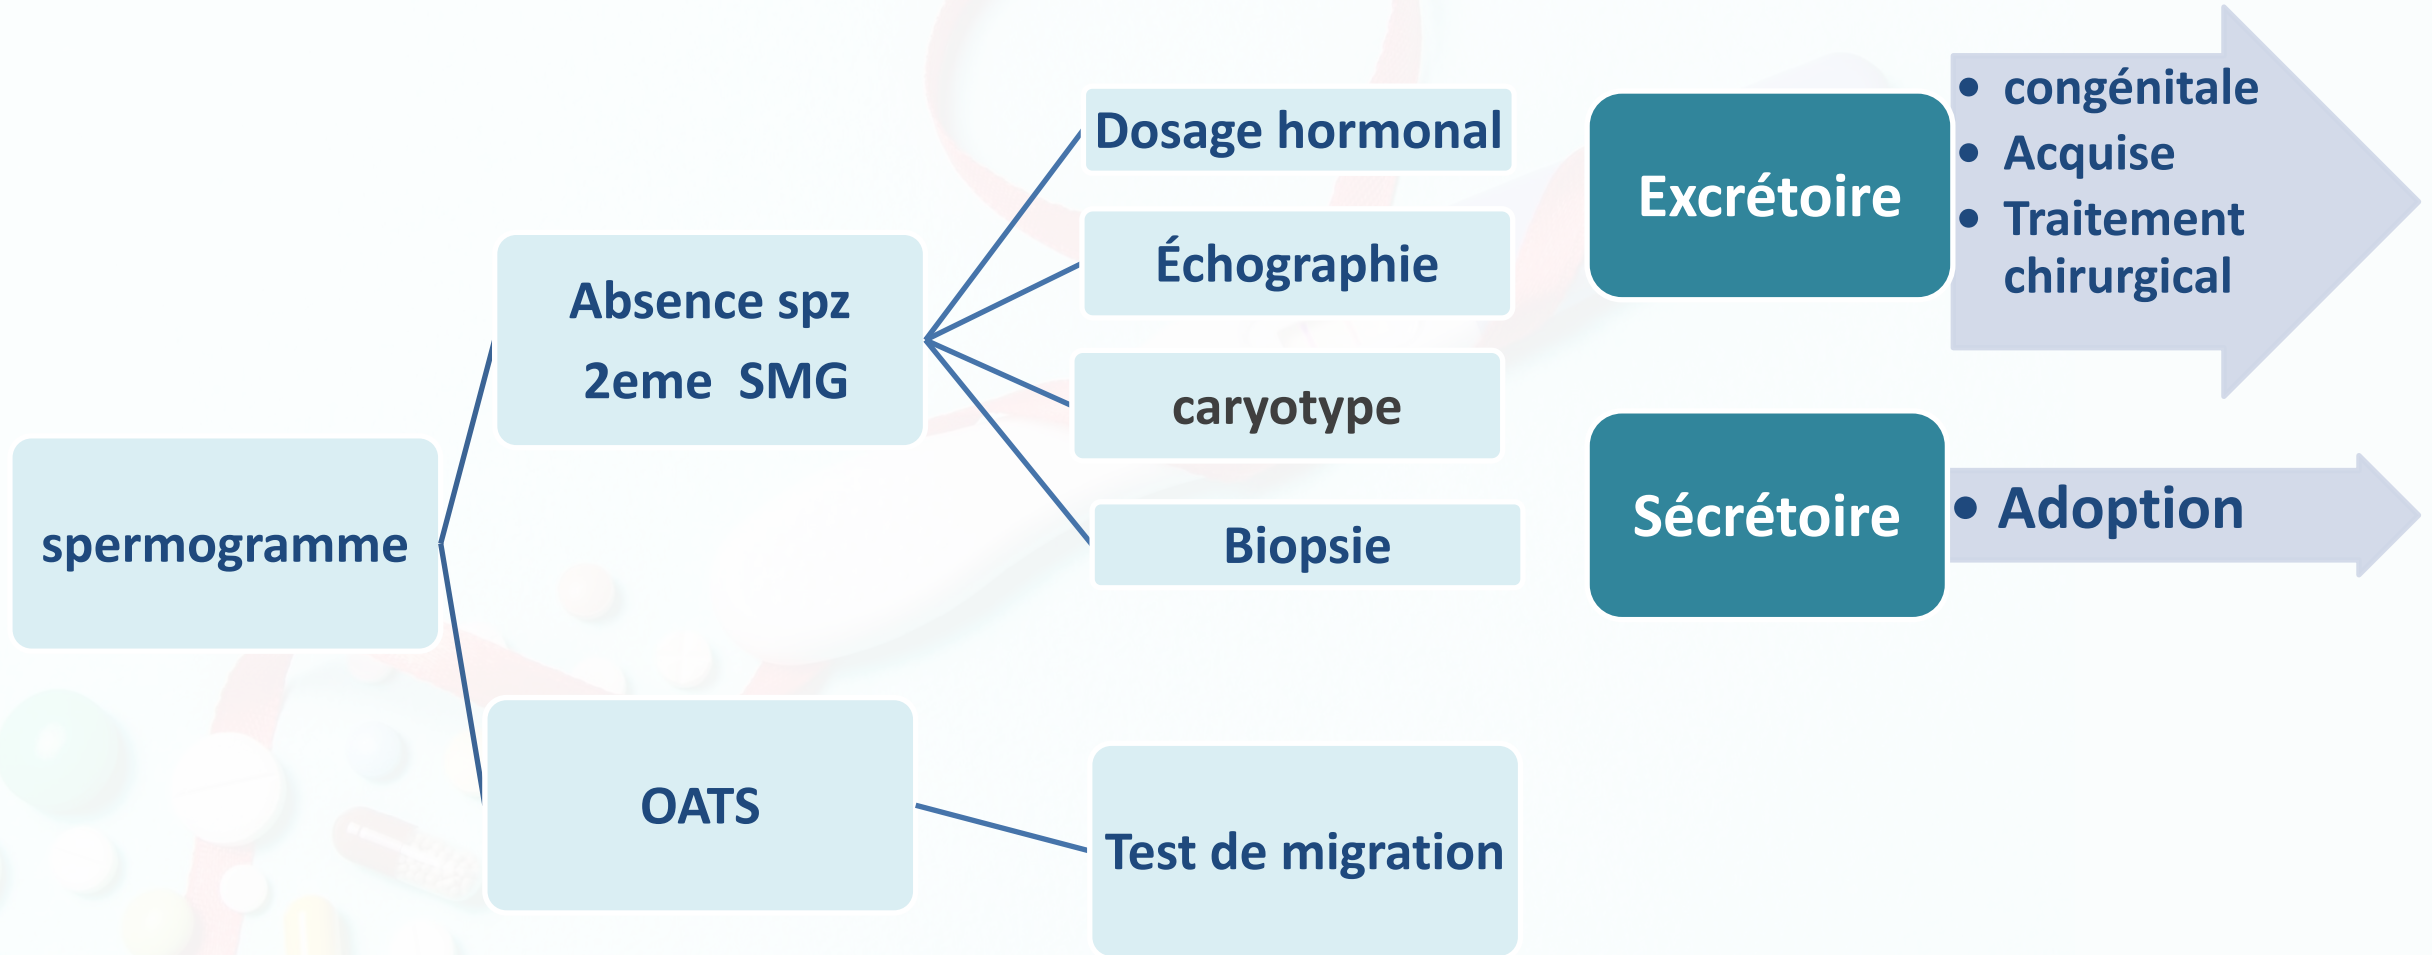 spermogramme
Absence spz
2eme SMG
OATS
Dosage hormonal
Échographie
caryotype
Biopsie
Test de migration
Excrétoire
• congénitale
• Acquise
• Traitement
chirurgical
Sécrétoire
• Adoption